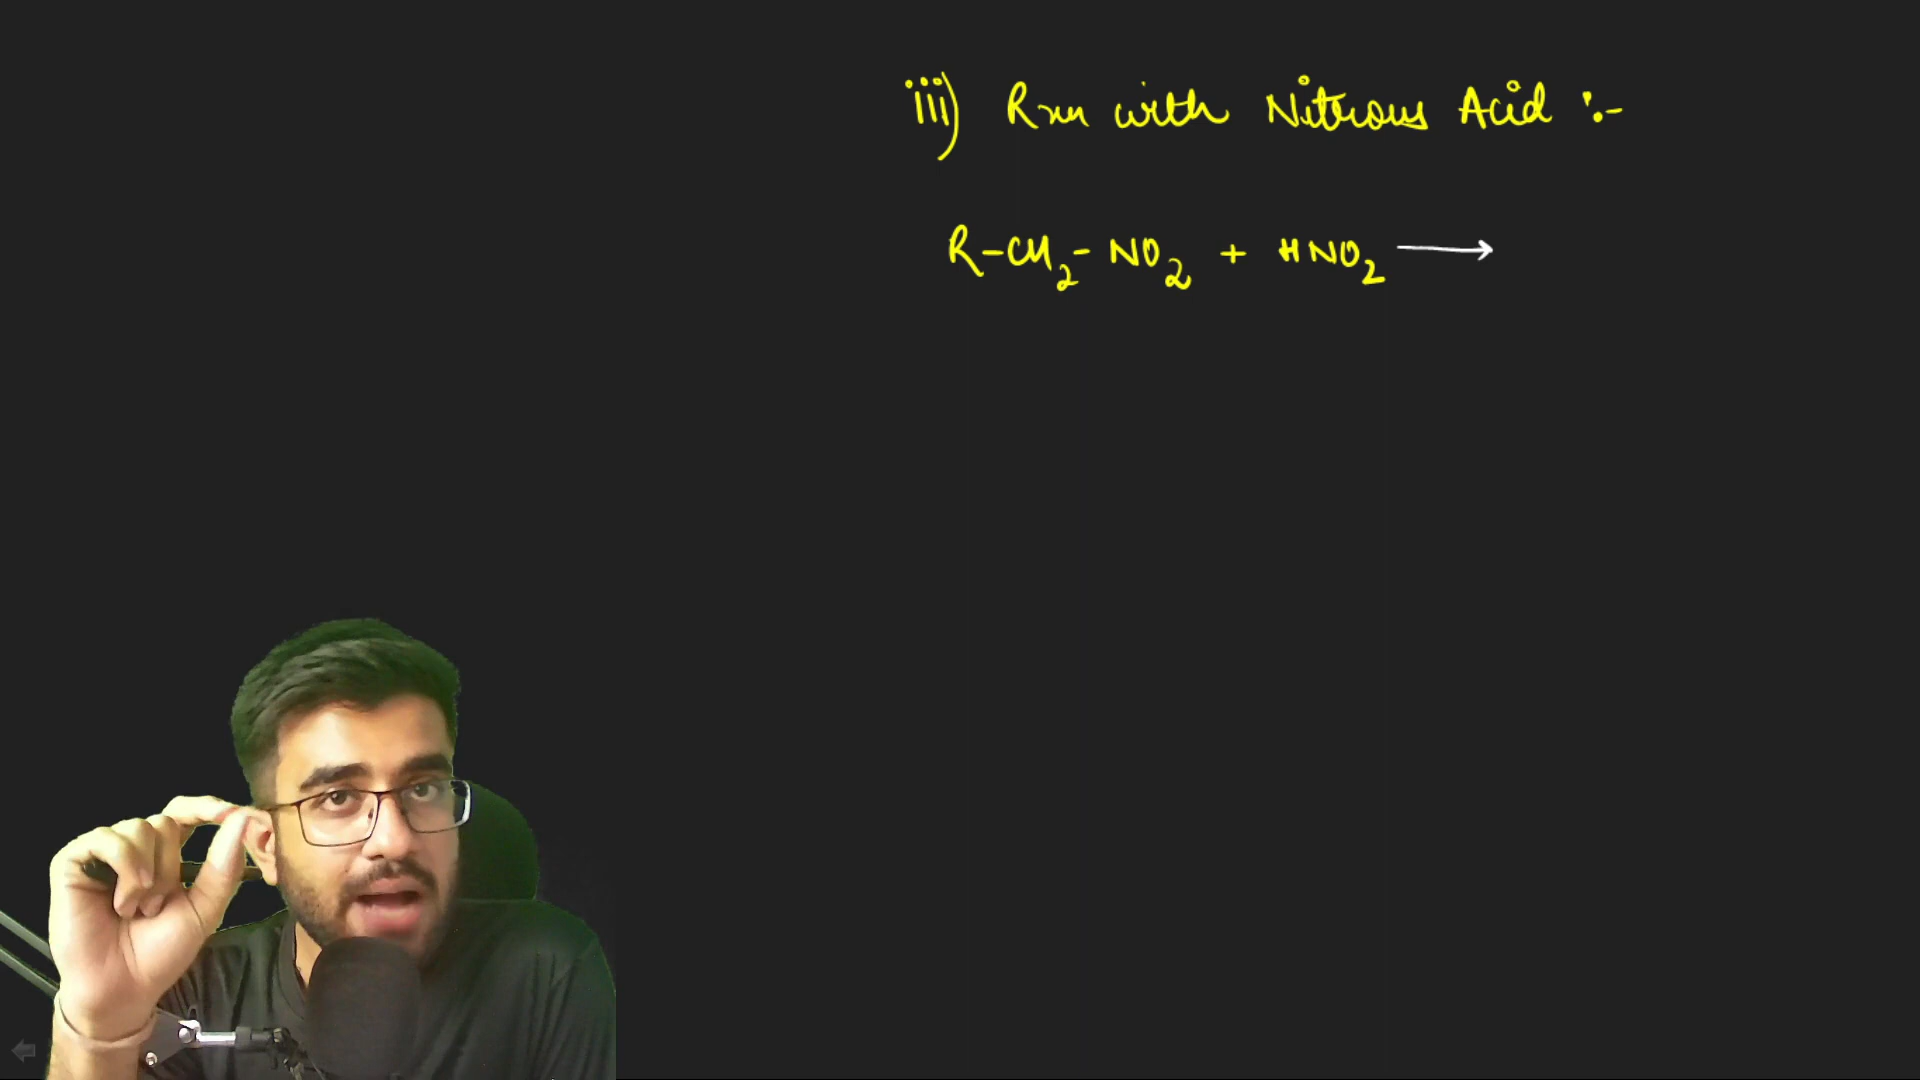 iii) Rxn with Nitrous Acid :-
R-CH₂-NO₂ + HNO₂ ⟶